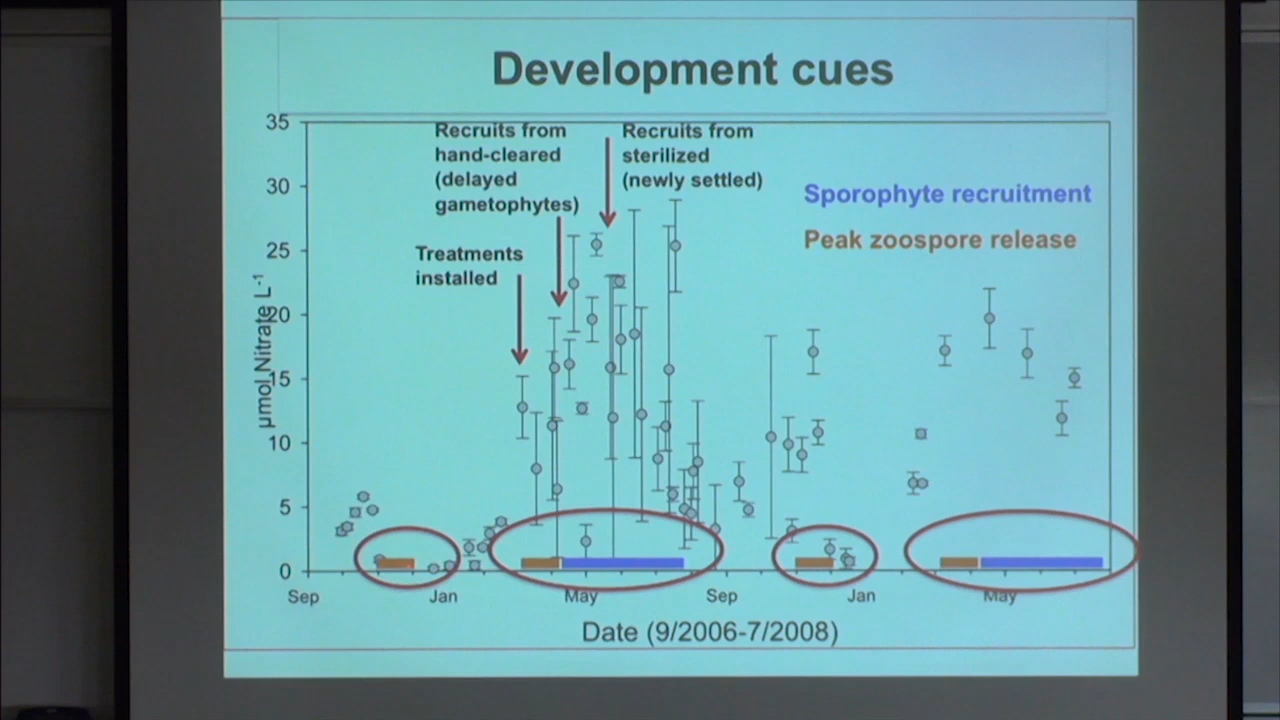 Development cues
35
30
25
20
15
10
5
0
µmol Nitrate L-1
Recruits from
hand-cleared
(delayed
gametophytes)
Recruits from
sterilized
(newly settled)
Treatments
installed
Sporophyte recruitment
Peak zoospore release
Sep Jan May Sep Jan May
Date (9/2006-7/2008)